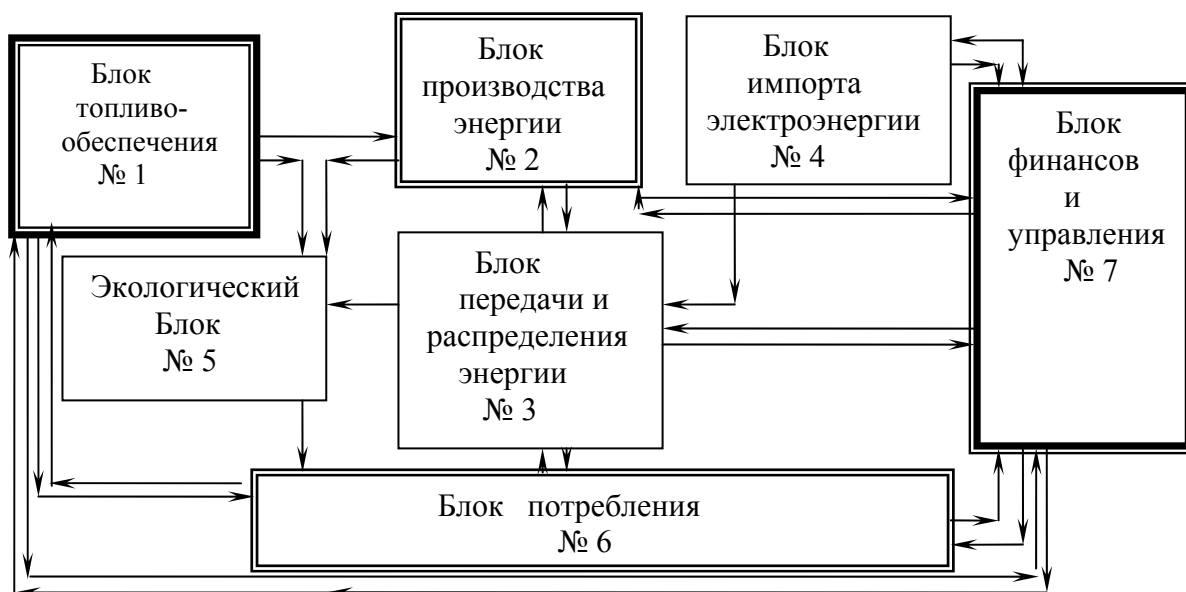 Блок
топливо-
обеспечения
№ 1
Блок
производства
энергии
№ 2
Блок
импорта
электроэнергии
№ 4
Блок
финансов
и
управления
№ 7
Экологический
Блок
№ 5
Блок
передачи и
распределения
энергии
№ 3
Блок потребления
№ 6